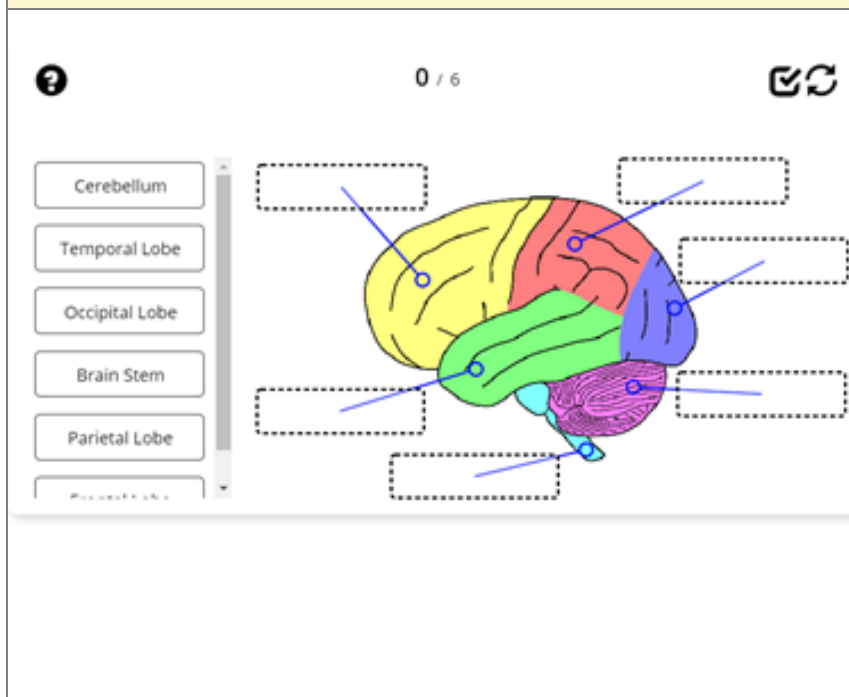 0 / 6
Cerebellum
Temporal Lobe
Occipital Lobe
Brain Stem
Parietal Lobe